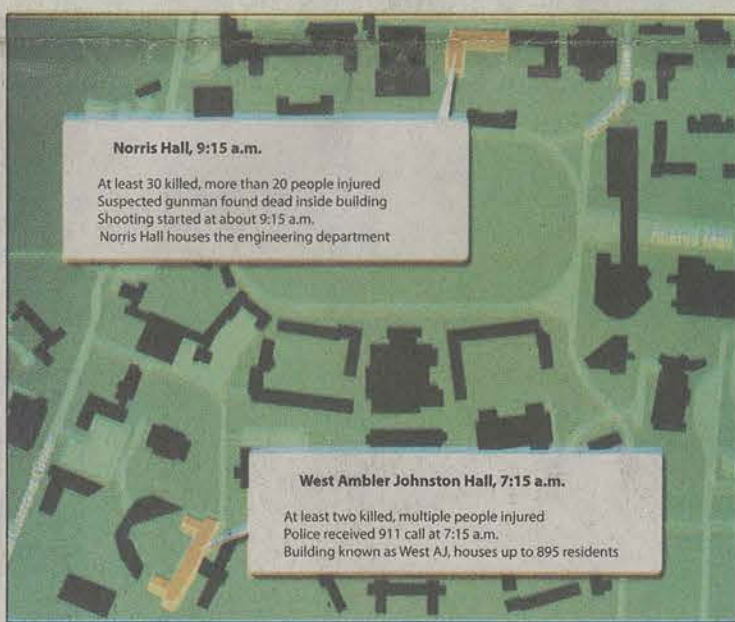 Norris Hall, 9:15 a.m.
At least 30 killed, more than 20 people injured
Suspected gunman found dead inside building
Shooting started at about 9:15 a.m.
Norris Hall houses the engineering department
West Ambler Johnston Hall, 7:15 a.m.
At least two killed, multiple people injured
Police received 911 call at 7:15 a.m.
Building known as West AJ, houses up to 895 residents